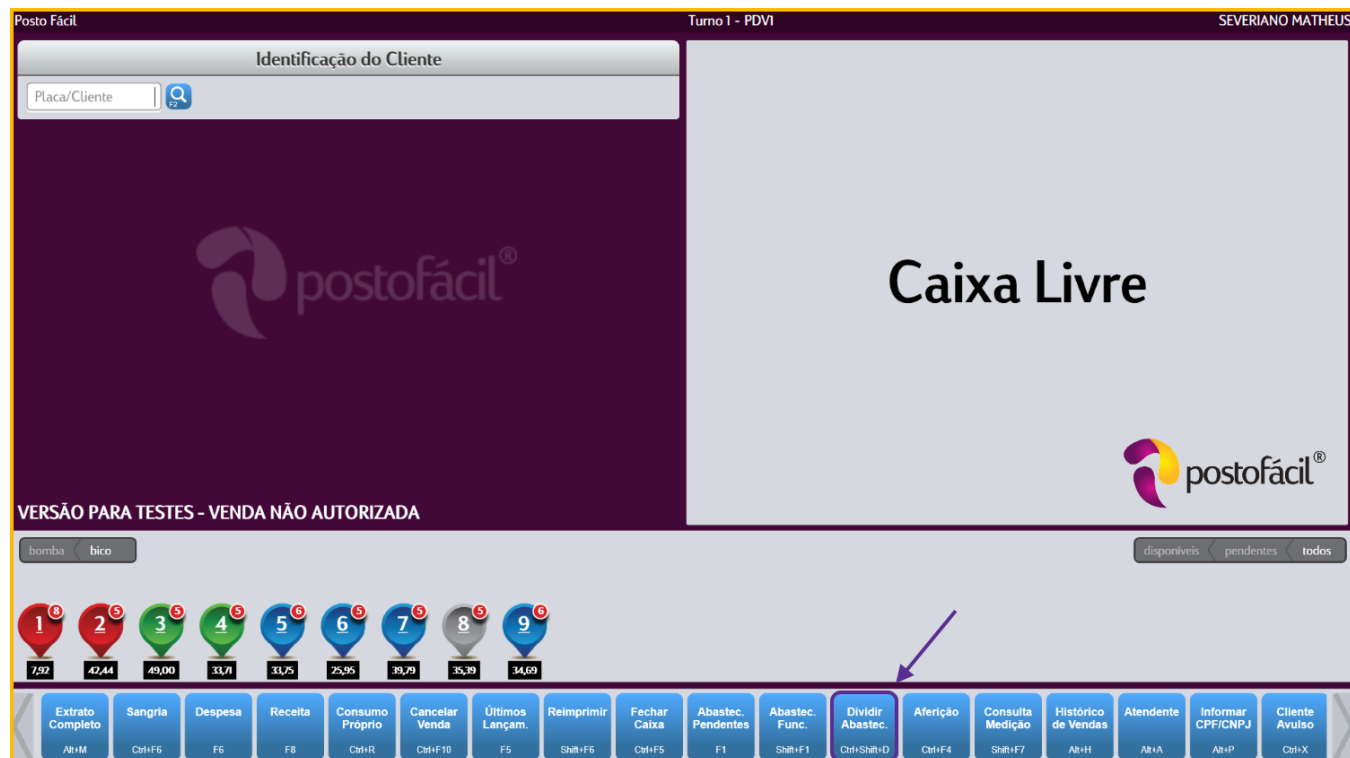 Posto Fácil
Turno 1 - PDV1
SEVERIANO MATHEUS
Identificação do Cliente
Placa/Cliente
F2
postofácil®
Caixa Livre
postofácil®
VERSÃO PARA TESTES - VENDA NÃO AUTORIZADA
bomba bico
disponíveis pendentes todos
1 8 2 5 3 5 4 5 5 6 6 5 7 5 8 5 9 6
7,92 42,44 49,00 33,71 33,75 25,95 39,79 35,39 34,69
Extrato Completo
Alt+M
Sangria
Ctrl+F6
Despesa
F6
Receita
F8
Consumo Próprio
Ctrl+R
Cancelar Venda
Ctrl+F10
Últimos Lançam.
F5
Reimprimir
Shift+F6
Fechar Caixa
Ctrl+F5
Abastec. Pendentes
F1
Abastec. Func.
Shift+F1
Dividir Abastec.
Ctrl+Shift+D
Aferição
Ctrl+F4
Consulta Medição
Shift+F7
Histórico de Vendas
Alt+H
Atendente
Alt+A
Informar CPF/CNPJ
Alt+P
Cliente Avulso
Ctrl+X